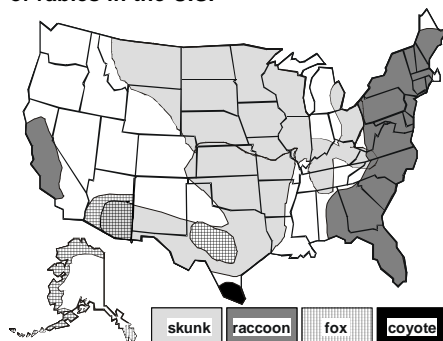 of rabies in the U.S.
skunk raccoon fox coyote